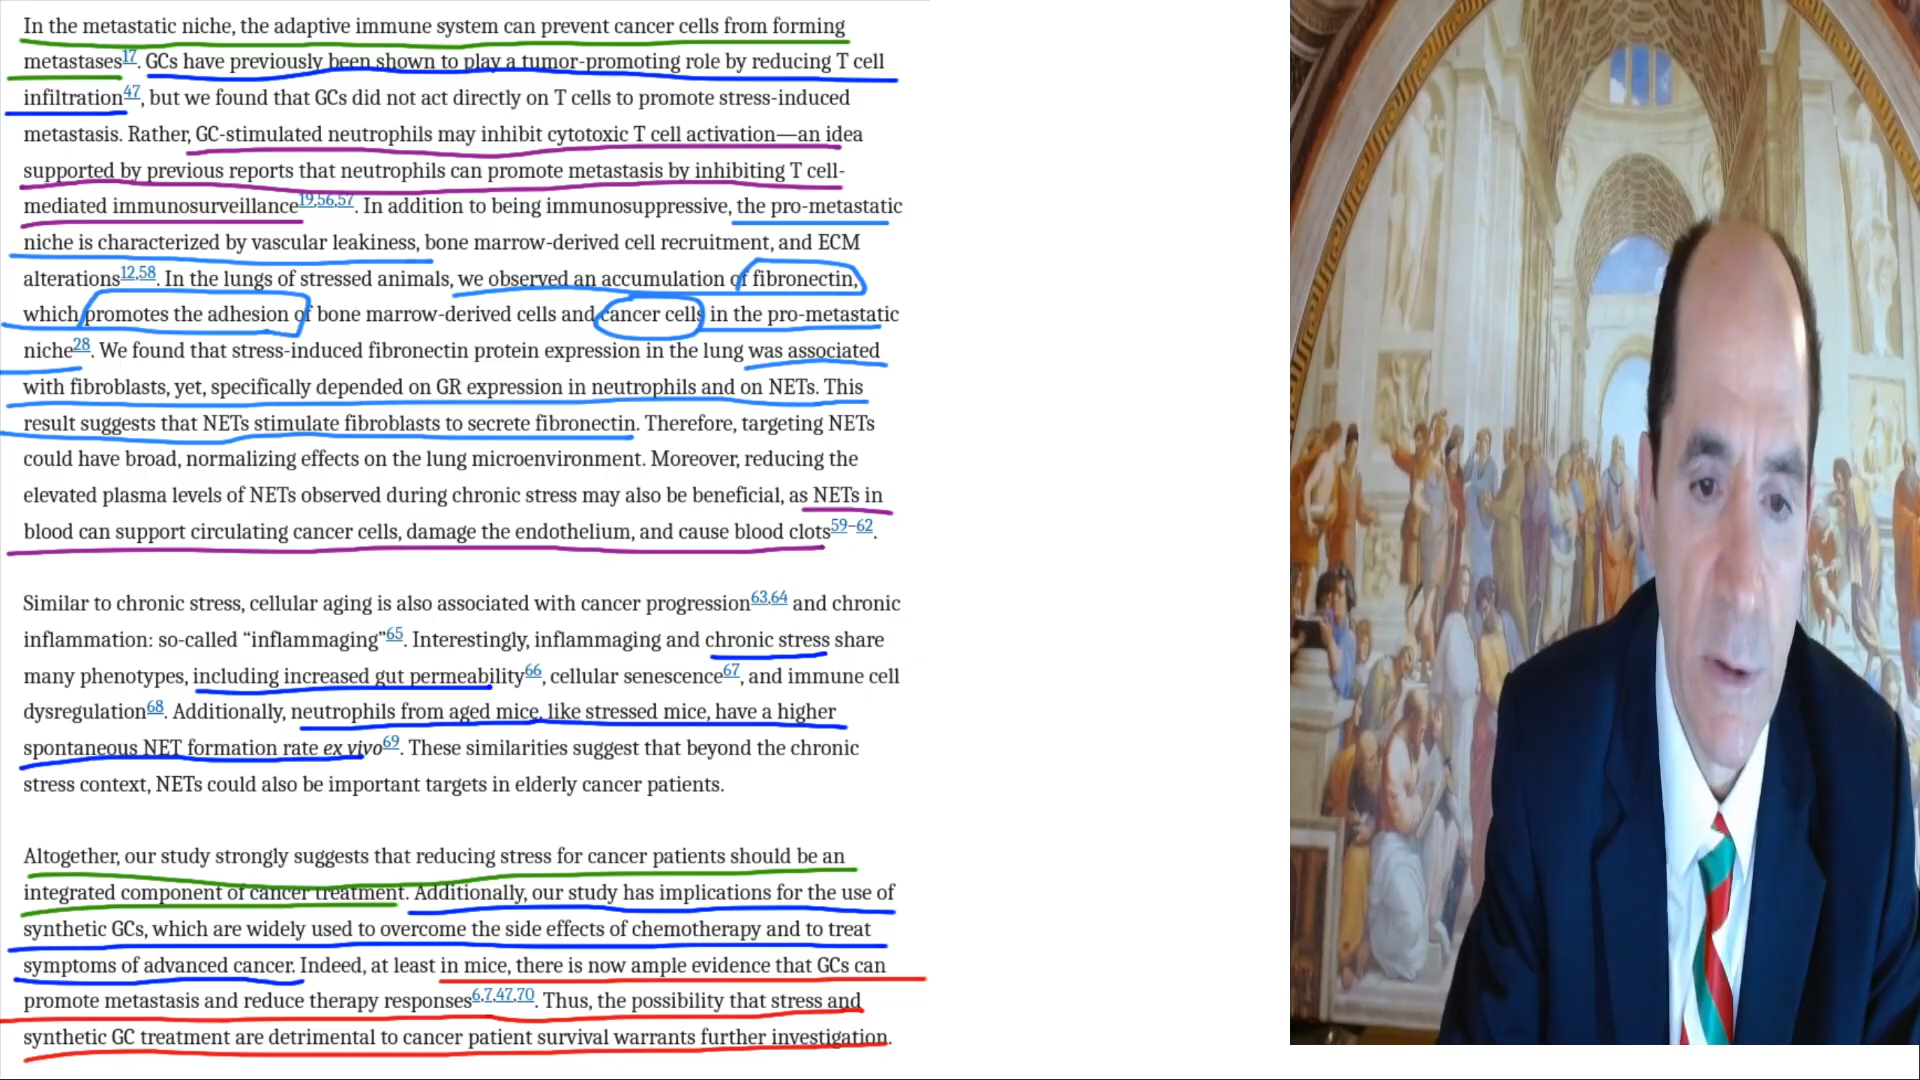 In the metastatic niche, the adaptive immune system can prevent cancer cells from forming
metastases17. GCs have previously been shown to play a tumor-promoting role by reducing T cell
infiltration47, but we found that GCs did not act directly on T cells to promote stress-induced
metastasis. Rather, GC-stimulated neutrophils may inhibit cytotoxic T cell activation—an idea
supported by previous reports that neutrophils can promote metastasis by inhibiting T cell-
mediated immunosurveillance19,56,57. In addition to being immunosuppressive, the pro-metastatic
niche is characterized by vascular leakiness, bone marrow-derived cell recruitment, and ECM
alterations12,58. In the lungs of stressed animals, we observed an accumulation of fibronectin,
which promotes the adhesion of bone marrow-derived cells and cancer cells in the pro-metastatic
niche28. We found that stress-induced fibronectin protein expression in the lung was associated
with fibroblasts, yet, specifically depended on GR expression in neutrophils and on NETs. This
result suggests that NETs stimulate fibroblasts to secrete fibronectin. Therefore, targeting NETs
could have broad, normalizing effects on the lung microenvironment. Moreover, reducing the
elevated plasma levels of NETs observed during chronic stress may also be beneficial, as NETs in
blood can support circulating cancer cells, damage the endothelium, and cause blood clots59–62.
Similar to chronic stress, cellular aging is also associated with cancer progression63,64 and chronic
inflammation: so-called “inflammaging”65. Interestingly, inflammaging and chronic stress share
many phenotypes, including increased gut permeability66, cellular senescence67, and immune cell
dysregulation68. Additionally, neutrophils from aged mice, like stressed mice, have a higher
spontaneous NET formation rate ex vivo69. These similarities suggest that beyond the chronic
stress context, NETs could also be important targets in elderly cancer patients.
Altogether, our study strongly suggests that reducing stress for cancer patients should be an
integrated component of cancer treatment. Additionally, our study has implications for the use of
synthetic GCs, which are widely used to overcome the side effects of chemotherapy and to treat
symptoms of advanced cancer. Indeed, at least in mice, there is now ample evidence that GCs can
promote metastasis and reduce therapy responses6,7,47,70. Thus, the possibility that stress and
synthetic GC treatment are detrimental to cancer patient survival warrants further investigation.